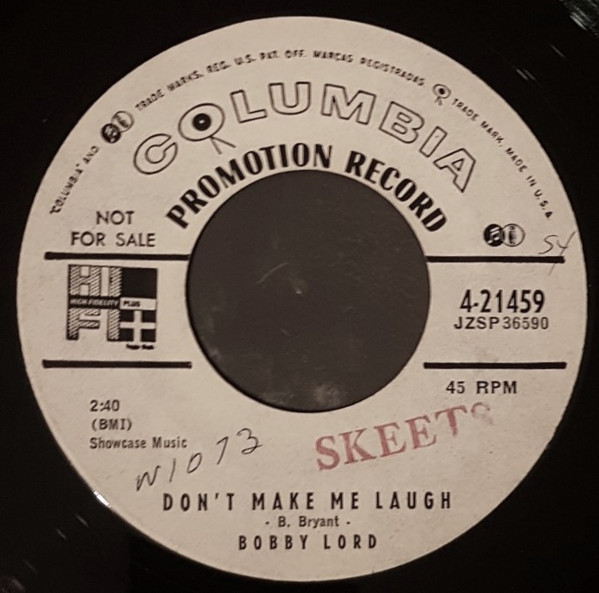 "COLUMBIA" AND TRADE MARKS, REG. U.S. PAT. OFF. MARCAS REGISTRADAS TRADE MARK, MADE IN U.S.A.
COLUMBIA
PROMOTION RECORD
NOT
FOR SALE
54
HI
HIGH FIDELITY PLUS
FI
4-21459
JZSP 36590
45 RPM
2:40
(BMI)
Showcase Music
SKEETS
N1073
DON'T MAKE ME LAUGH
- B. Bryant -
BOBBY LORD